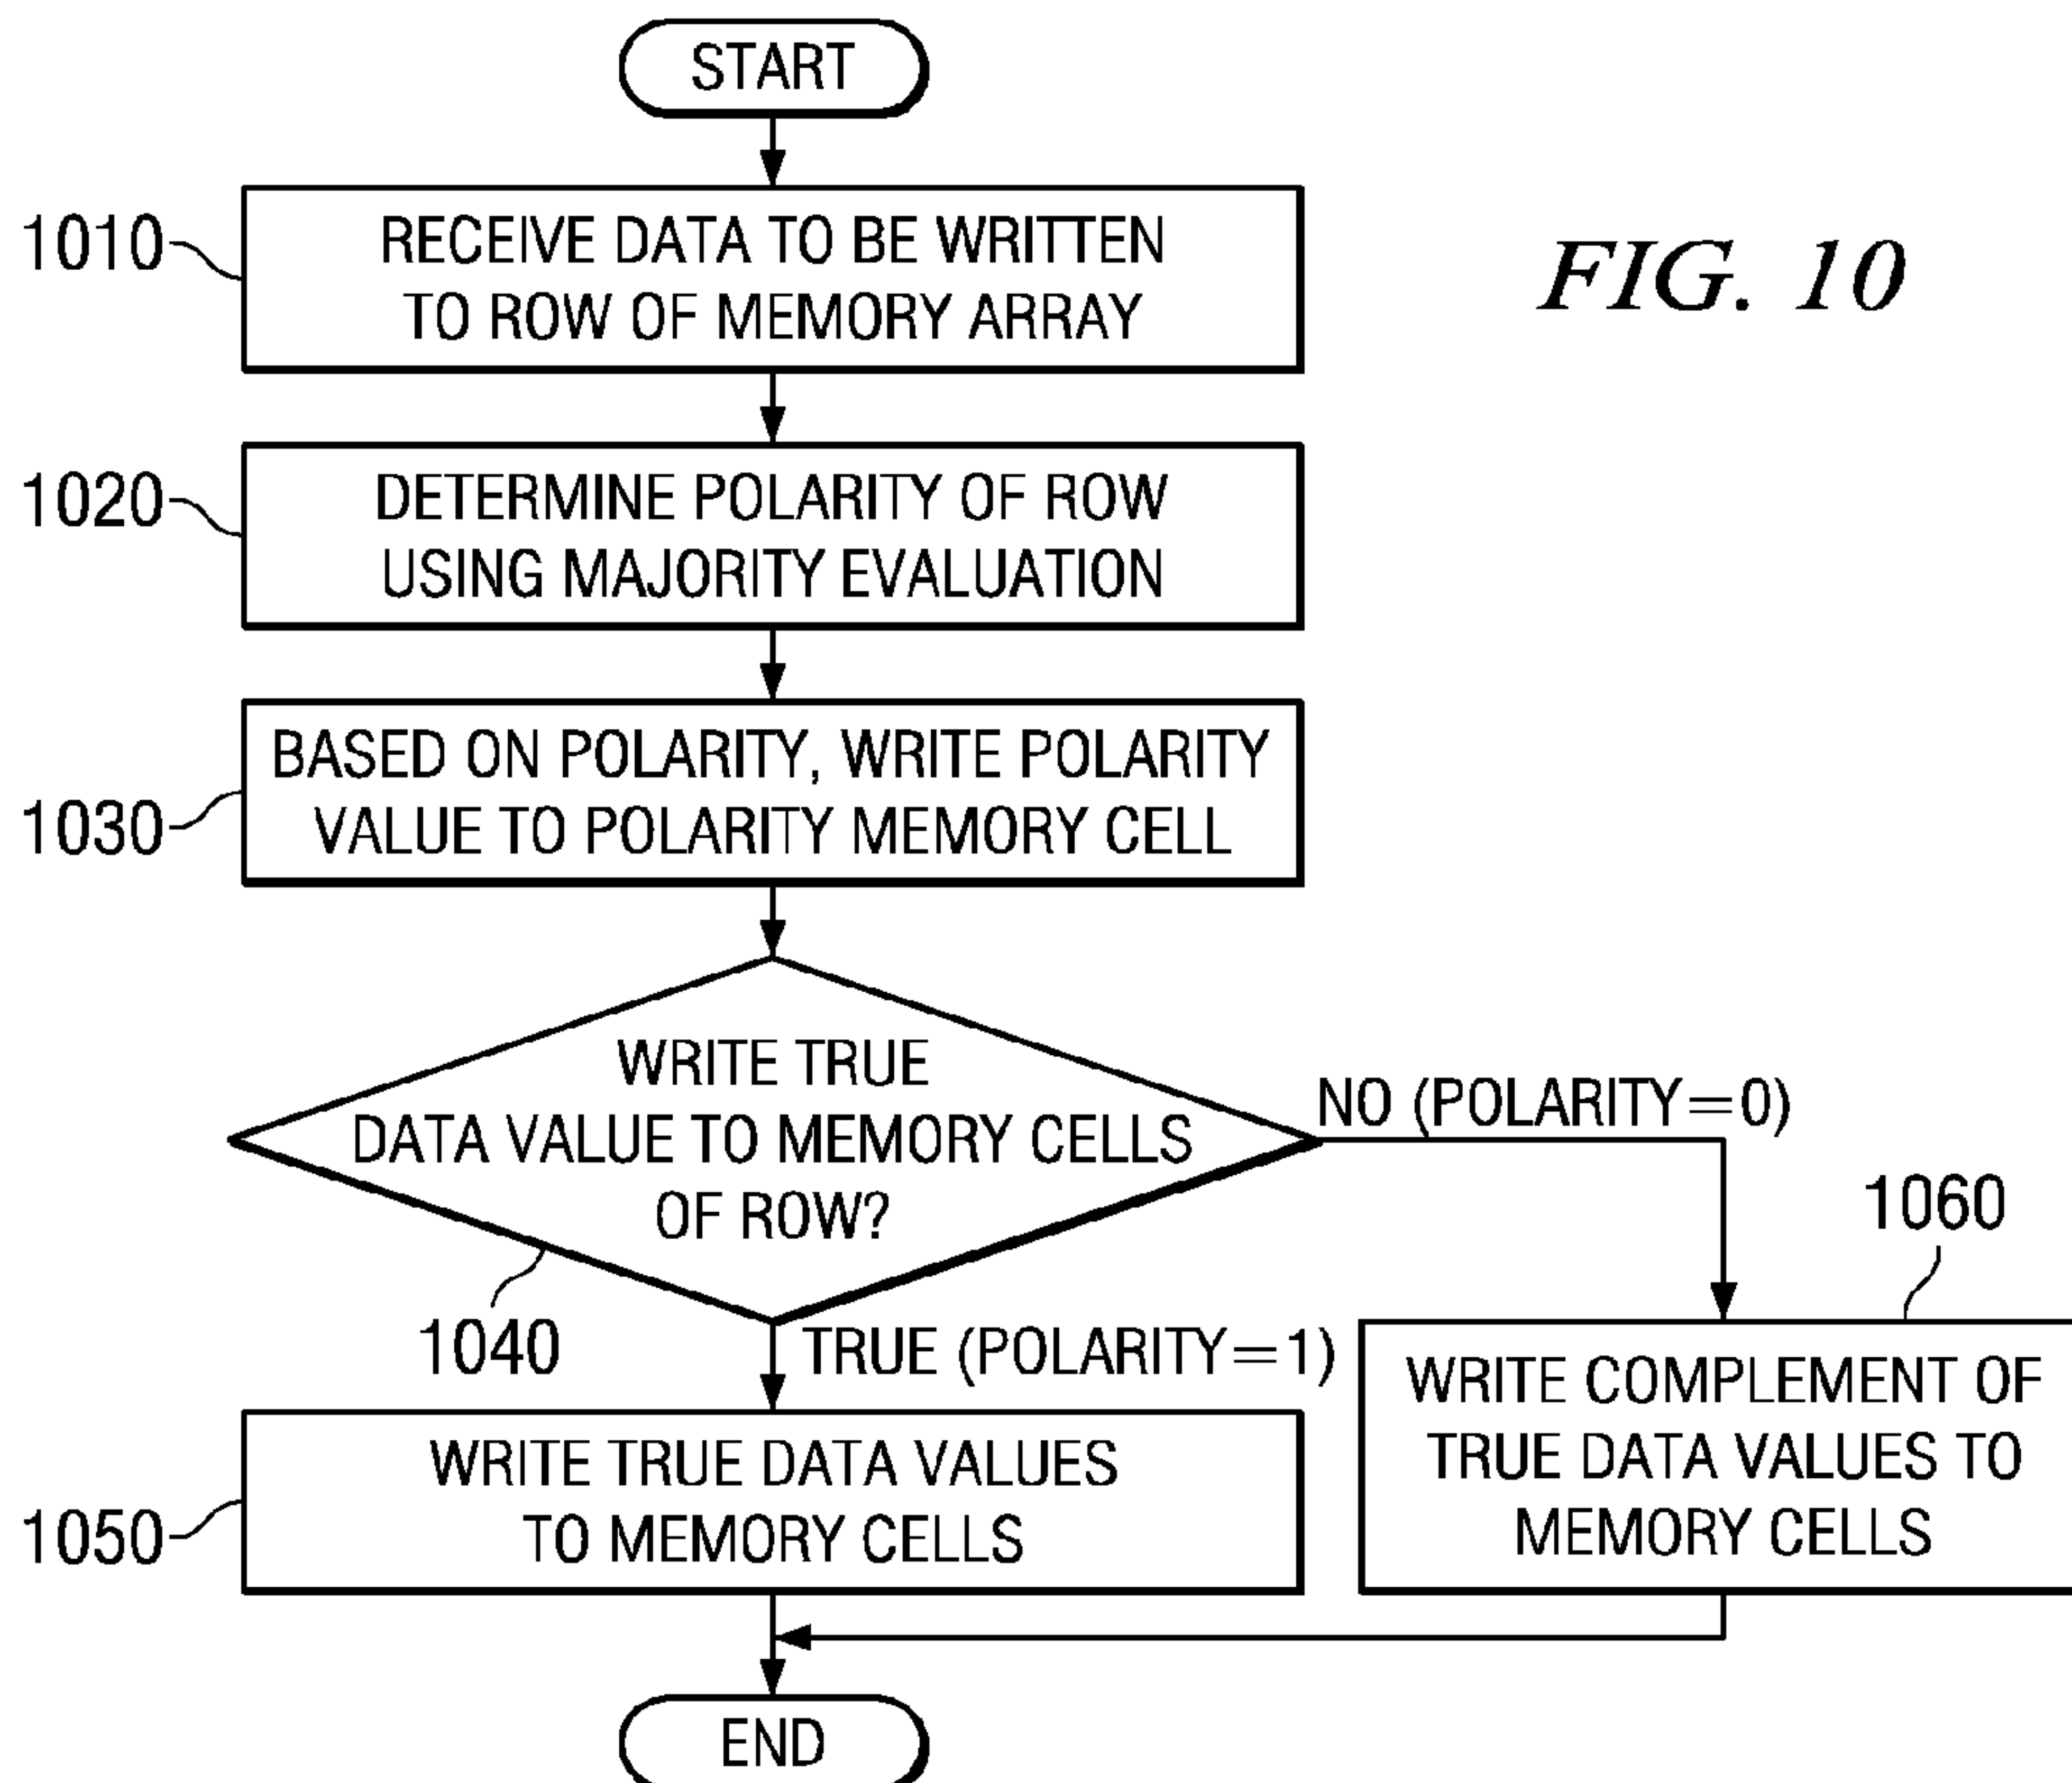 START
1010
RECEIVE DATA TO BE WRITTEN
TO ROW OF MEMORY ARRAY
FIG. 10
1020
DETERMINE POLARITY OF ROW
USING MAJORITY EVALUATION
1030
BASED ON POLARITY, WRITE POLARITY
VALUE TO POLARITY MEMORY CELL
WRITE TRUE
DATA VALUE TO MEMORY CELLS
OF ROW?
1040
NO (POLARITY=0)
TRUE (POLARITY=1)
1060
WRITE COMPLEMENT OF
TRUE DATA VALUES TO
MEMORY CELLS
1050
WRITE TRUE DATA VALUES
TO MEMORY CELLS
END